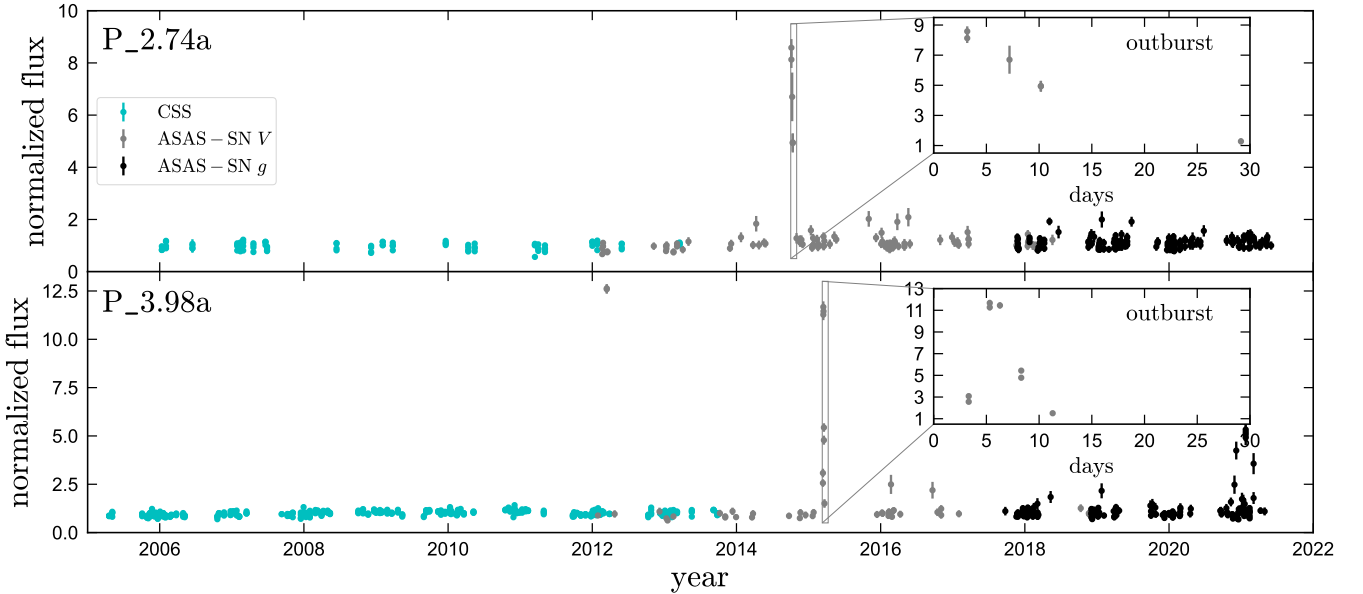 P_2.74a
normalized flux
10
8
6
4
2
0
CSS
ASAS−SN V
ASAS−SN g
outburst
9
7
5
3
1
0 5 10 15 20 25 30
days
P_3.98a
normalized flux
12.5
10.0
7.5
5.0
2.5
0.0
outburst
13
11
9
7
5
3
1
0 5 10 15 20 25 30
days
2006 2008 2010 2012 2014 2016 2018 2020 2022
year